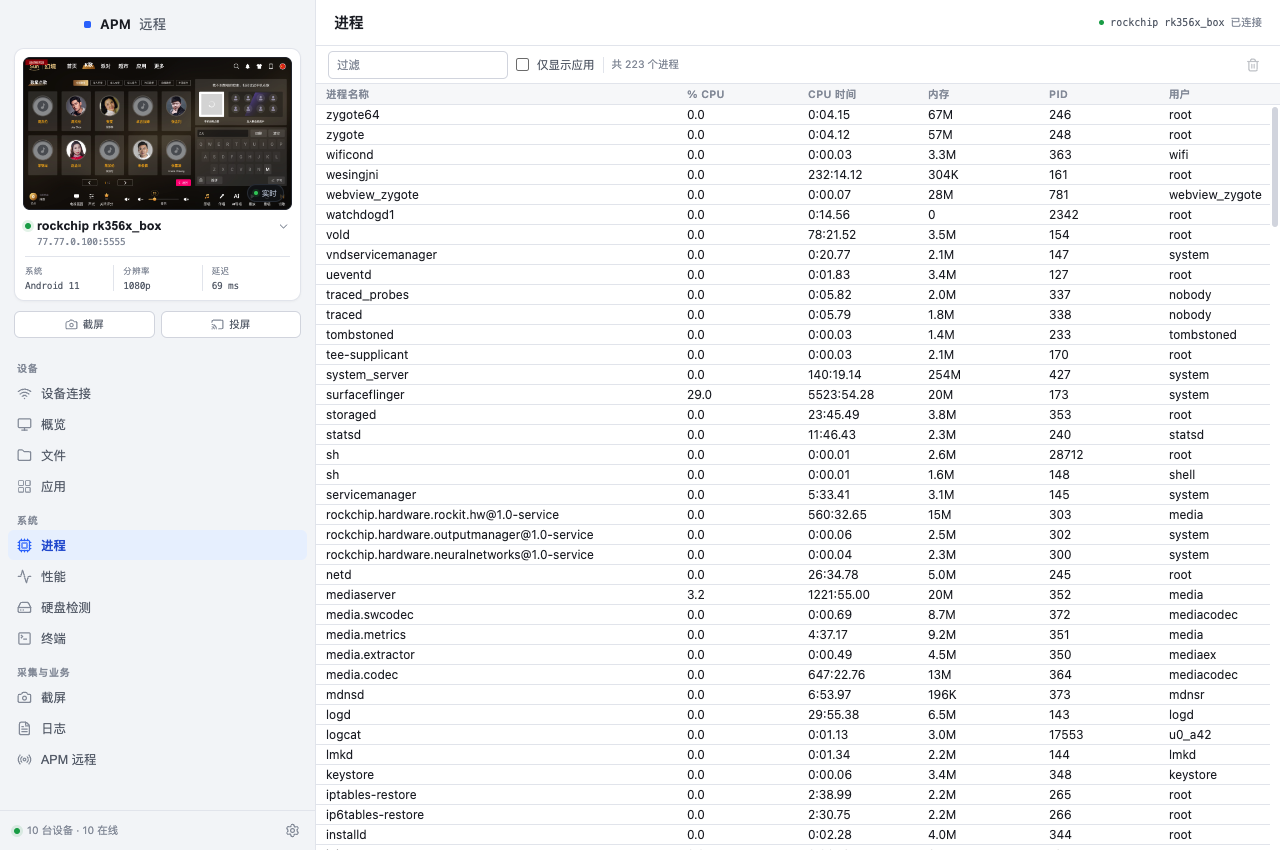 APM 远程
首页 点歌 派对 超市 应用 更多
实时
rockchip rk356x_box
77.77.0.100:5555
系统 分辨率 延迟
Android 11 1080p 69 ms
截屏 投屏
设备
设备连接
概览
文件
应用
系统
进程
性能
硬盘检测
终端
采集与业务
截屏
日志
APM 远程
10 台设备 · 10 在线
进程 rockchip rk356x_box 已连接
过滤 仅显示应用 共 223 个进程
进程名称 % CPU CPU 时间 内存 PID 用户
zygote64 0.0 0:04.15 67M 246 root
zygote 0.0 0:04.12 57M 248 root
wificond 0.0 0:00.03 3.3M 363 wifi
wesingjni 0.0 232:14.12 304K 161 root
webview_zygote 0.0 0:00.07 28M 781 webview_zygote
watchdogd1 0.0 0:14.56 0 2342 root
vold 0.0 78:21.52 3.5M 154 root
vndservicemanager 0.0 0:20.77 2.1M 147 system
ueventd 0.0 0:01.83 3.4M 127 root
traced_probes 0.0 0:05.82 2.0M 337 nobody
traced 0.0 0:05.79 1.8M 338 nobody
tombstoned 0.0 0:00.03 1.4M 233 tombstoned
tee-supplicant 0.0 0:00.03 2.1M 170 root
system_server 0.0 140:19.14 254M 427 system
surfaceflinger 29.0 5523:54.28 20M 173 system
storaged 0.0 23:45.49 3.8M 353 root
statsd 0.0 11:46.43 2.3M 240 statsd
sh 0.0 0:00.01 2.6M 28712 root
sh 0.0 0:00.01 1.6M 148 shell
servicemanager 0.0 5:33.41 3.1M 145 system
rockchip.hardware.rockit.hw@1.0-service 0.0 560:32.65 15M 303 media
rockchip.hardware.outputmanager@1.0-service 0.0 0:00.06 2.5M 302 system
rockchip.hardware.neuralnetworks@1.0-service 0.0 0:00.04 2.3M 300 system
netd 0.0 26:34.78 5.0M 245 root
mediaserver 3.2 1221:55.00 20M 352 media
media.swcodec 0.0 0:00.69 8.7M 372 mediacodec
media.metrics 0.0 4:37.17 9.2M 351 media
media.extractor 0.0 0:00.49 4.5M 350 mediaex
media.codec 0.0 647:22.76 13M 364 mediacodec
mdnsd 0.0 6:53.97 196K 373 mdnsr
logd 0.0 29:55.38 6.5M 143 logd
logcat 0.0 0:01.13 3.0M 17553 u0_a42
lmkd 0.0 0:01.34 2.2M 144 lmkd
keystore 0.0 0:00.06 3.4M 348 keystore
iptables-restore 0.0 2:38.99 2.2M 265 root
ip6tables-restore 0.0 2:30.75 2.2M 266 root
installd 0.0 0:02.28 4.0M 344 root